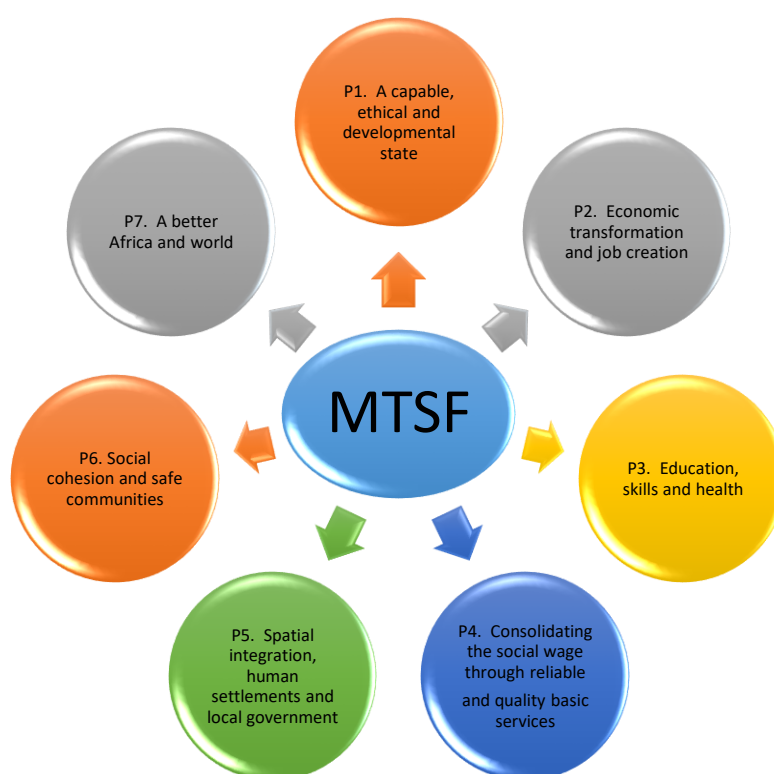 P1. A capable,
ethical and
developmental
state
P2. Economic
transformation
and job creation
P3. Education,
skills and health
P4. Consolidating
the social wage
through reliable
and quality basic
services
P5. Spatial
integration,
human
settlements and
local government
P6. Social
cohesion and safe
communities
P7. A better
Africa and world
MTSF